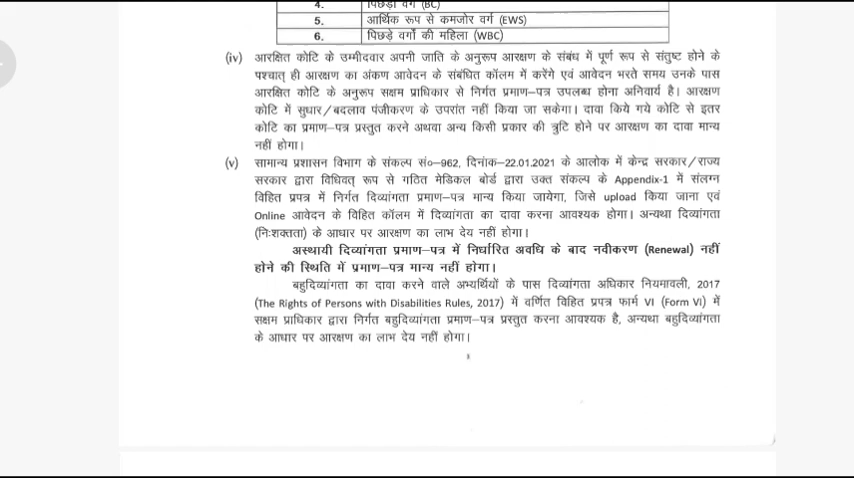 4. पिछड़ा वर्ग (BC)
5. आर्थिक रूप से कमजोर वर्ग (EWS)
6. पिछड़े वर्गों की महिला (WBC)
(iv) आरक्षित कोटि के उम्मीदवार अपनी जाति के अनुरूप आरक्षण के संबंध में पूर्ण रूप से संतुष्ट होने के
पश्चात् ही आरक्षण का अंकण आवेदन के संबंधित कॉलम में करेंगे एवं आवेदन भरते समय उनके पास
आरक्षित कोटि के अनुरूप सक्षम प्राधिकार से निर्गत प्रमाण–पत्र उपलब्ध होना अनिवार्य है। आरक्षण
कोटि में सुधार/बदलाव पंजीकरण के उपरांत नहीं किया जा सकेगा। दावा किये गये कोटि से इतर
कोटि का प्रमाण–पत्र प्रस्तुत करने अथवा अन्य किसी प्रकार की त्रुटि होने पर आरक्षण का दावा मान्य
नहीं होगा।
(v) सामान्य प्रशासन विभाग के संकल्प सं०–962, दिनांक–22.01.2021 के आलोक में केन्द्र सरकार/राज्य
सरकार द्वारा विधिवत् रूप से गठित मेडिकल बोर्ड द्वारा उक्त संकल्प के Appendix-1 में संलग्न
विहित प्रपत्र में निर्गत दिव्यांगता प्रमाण–पत्र मान्य किया जायेगा, जिसे upload किया जाना एवं
Online आवेदन के विहित कॉलम में दिव्यांगता का दावा करना आवश्यक होगा। अन्यथा दिव्यांगता
(निःशक्तता) के आधार पर आरक्षण का लाभ देय नहीं होगा।
अस्थायी दिव्यांगता प्रमाण–पत्र में निर्धारित अवधि के बाद नवीकरण (Renewal) नहीं
होने की स्थिति में प्रमाण–पत्र मान्य नहीं होगा।
बहुदिव्यांगता का दावा करने वाले अभ्यर्थियों के पास दिव्यांगता अधिकार नियमावली, 2017
(The Rights of Persons with Disabilities Rules, 2017) में वर्णित विहित प्रपत्र फार्म VI (Form VI) में
सक्षम प्राधिकार द्वारा निर्गत बहुदिव्यांगता प्रमाण–पत्र प्रस्तुत करना आवश्यक है, अन्यथा बहुदिव्यांगता
के आधार पर आरक्षण का लाभ देय नहीं होगा।